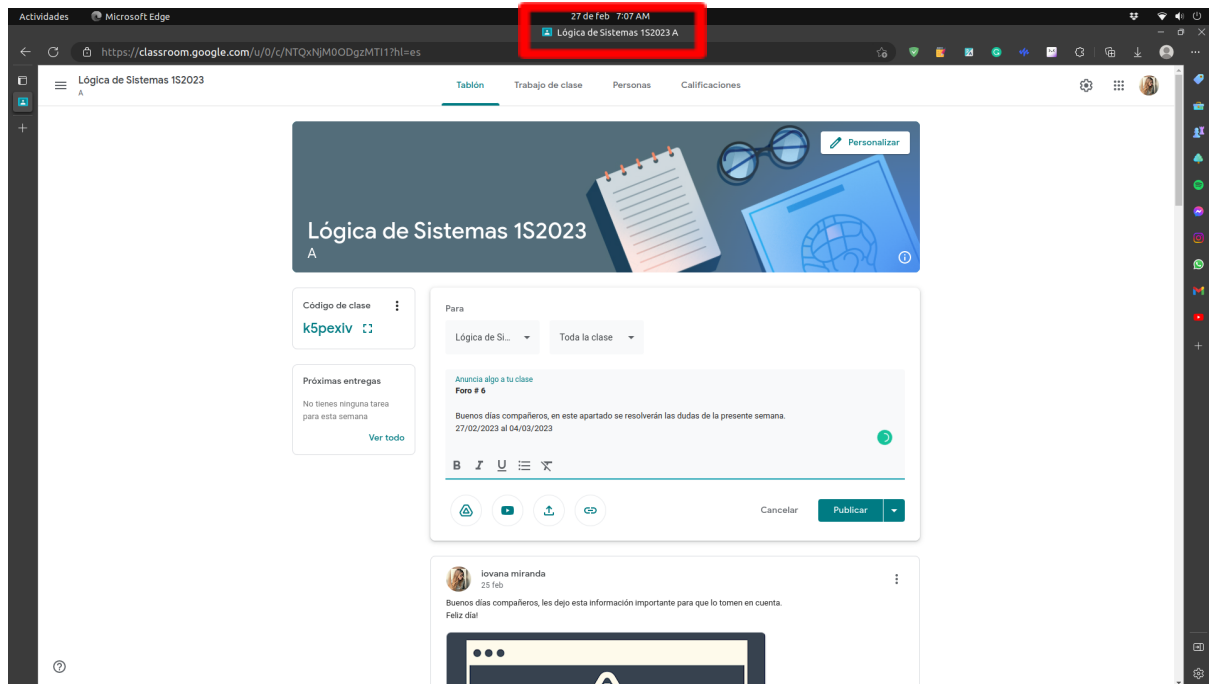 Actividades Microsoft Edge 27 de feb 7:07 AM
Lógica de Sistemas 1S2023 A
https://classroom.google.com/u/0/c/NTQxNjM0ODgzMTI1?hl=es
Lógica de Sistemas 1S2023
A
Tablón Trabajo de clase Personas Calificaciones
Personalizar
Lógica de Sistemas 1S2023
A
Código de clase
k5pexiv
Próximas entregas
No tienes ninguna tarea
para esta semana
Ver todo
Para
Lógica de Si... Toda la clase
Anuncia algo a tu clase
Foro # 6
Buenos días compañeros, en este apartado se resolverán las dudas de la presente semana.
27/02/2023 al 04/03/2023
B I U
Cancelar Publicar
iovana miranda
25 feb
Buenos días compañeros, les dejo esta información importante para que lo tomen en cuenta.
Feliz día!